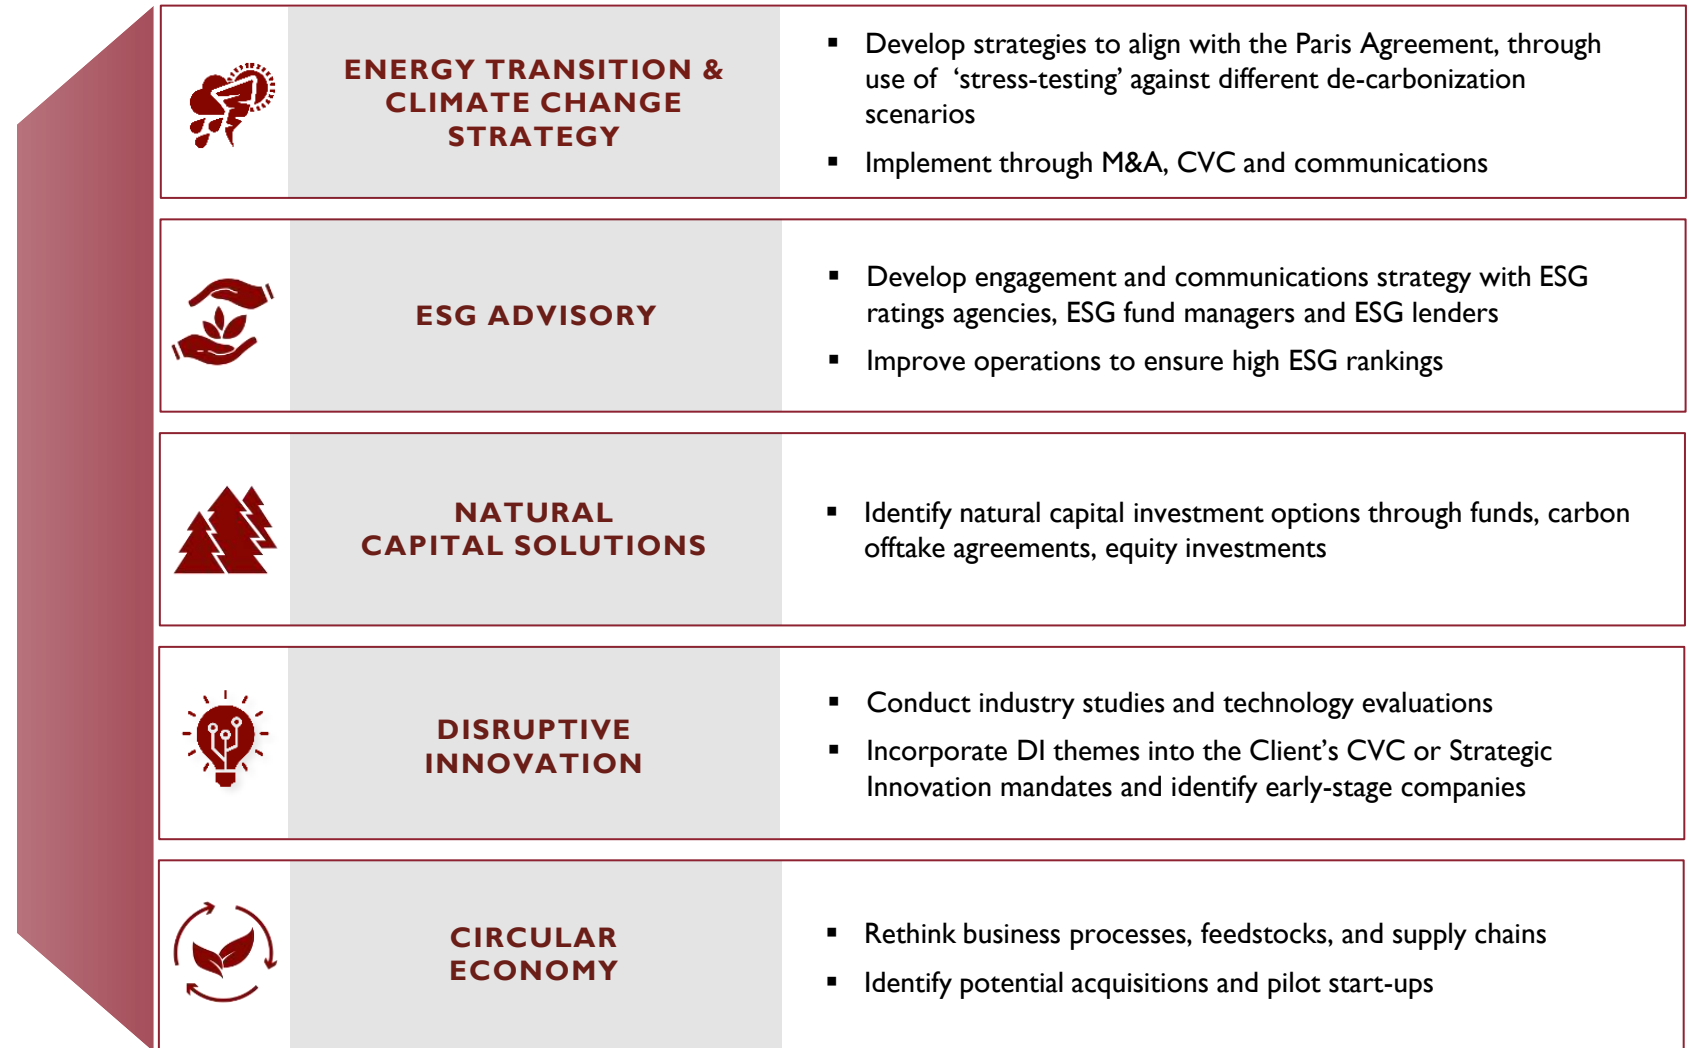 ENERGY TRANSITION &
CLIMATE CHANGE
STRATEGY
▪ Develop strategies to align with the Paris Agreement, through
use of ‘stress-testing’ against different de-carbonization
scenarios
▪ Implement through M&A, CVC and communications
ESG ADVISORY
▪ Develop engagement and communications strategy with ESG
ratings agencies, ESG fund managers and ESG lenders
▪ Improve operations to ensure high ESG rankings
NATURAL
CAPITAL SOLUTIONS
▪ Identify natural capital investment options through funds, carbon
offtake agreements, equity investments
DISRUPTIVE
INNOVATION
▪ Conduct industry studies and technology evaluations
▪ Incorporate DI themes into the Client’s CVC or Strategic
Innovation mandates and identify early-stage companies
CIRCULAR
ECONOMY
▪ Rethink business processes, feedstocks, and supply chains
▪ Identify potential acquisitions and pilot start-ups